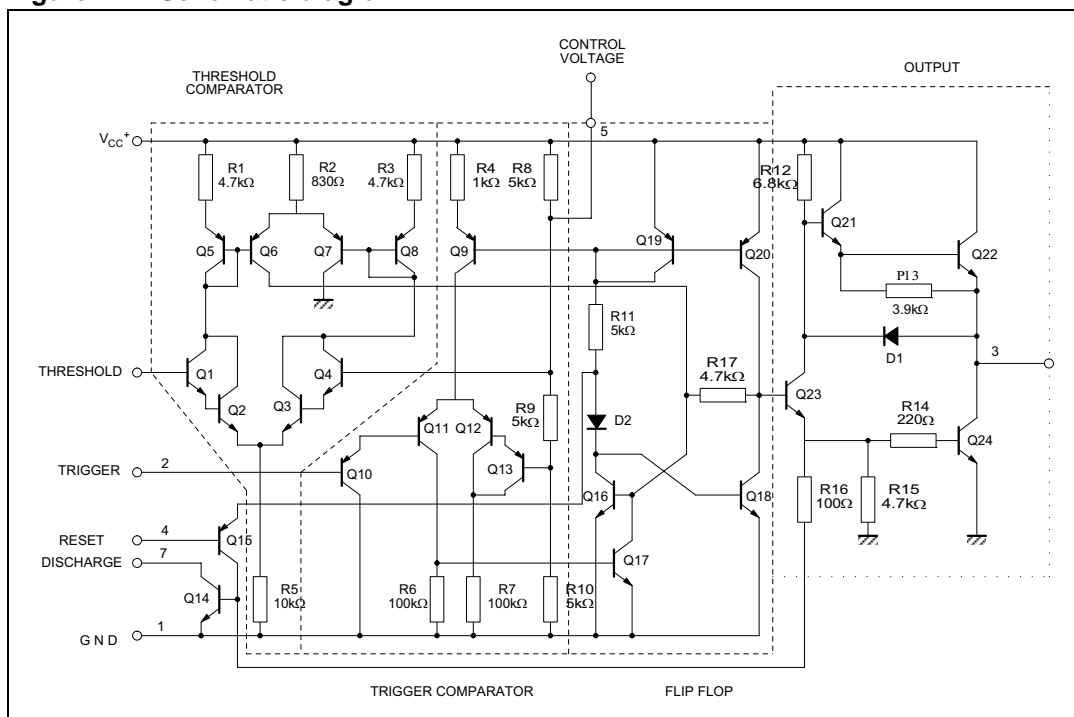 CONTROL
VOLTAGE
THRESHOLD
COMPARATOR
OUTPUT
VCC+
5
R1
4.7kΩ
R2
830Ω
R3
4.7kΩ
R4
1kΩ
R8
5kΩ
R12
6.8kΩ
Q5
Q6
Q7
Q8
Q9
Q19
Q20
Q21
Q22
R13
3.9kΩ
R11
5kΩ
D1
3
THRESHOLD
Q1
Q2
Q3
Q4
R17
4.7kΩ
Q23
R9
5kΩ
Q11
Q12
D2
R14
220Ω
Q24
TRIGGER
2
Q10
Q13
Q16
Q18
R16
100Ω
R15
4.7kΩ
RESET
4
Q15
DISCHARGE
7
Q17
Q14
R5
10kΩ
R6
100kΩ
R7
100kΩ
R10
5kΩ
GND
1
TRIGGER COMPARATOR
FLIP FLOP